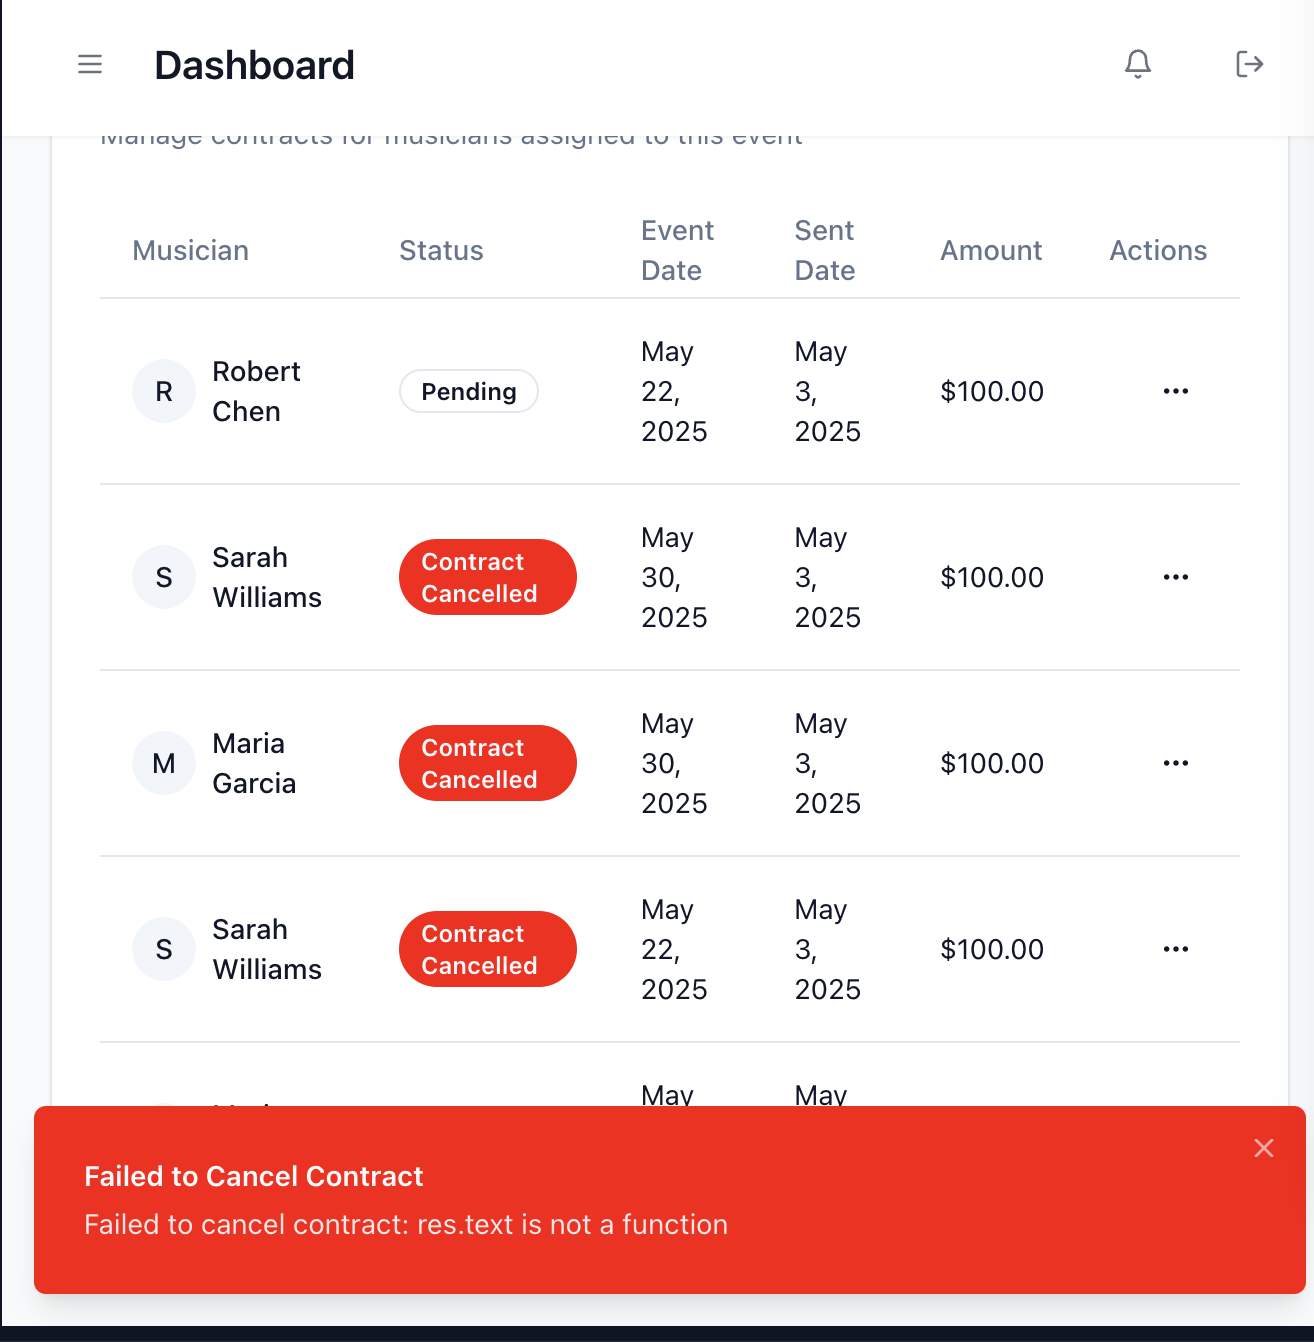 Dashboard
Manage contracts for musicians assigned to this event
Musician Status Event Date Sent Date Amount Actions
R Robert Chen Pending May 22, 2025 May 3, 2025 $100.00
S Sarah Williams Contract Cancelled May 30, 2025 May 3, 2025 $100.00
M Maria Garcia Contract Cancelled May 30, 2025 May 3, 2025 $100.00
S Sarah Williams Contract Cancelled May 22, 2025 May 3, 2025 $100.00
May May
Failed to Cancel Contract
Failed to cancel contract: res.text is not a function